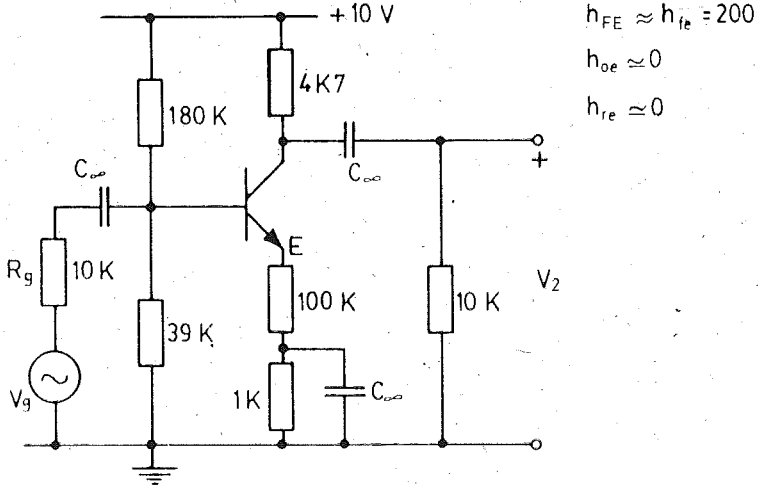 +10 V
h_FE ≈ h_fe = 200
h_oe ≃ 0
h_re ≃ 0
4K7
180 K
C∞
C∞
+
E
R_g
10 K
100 K
10 K
V_2
39 K
V_g
1K
C∞